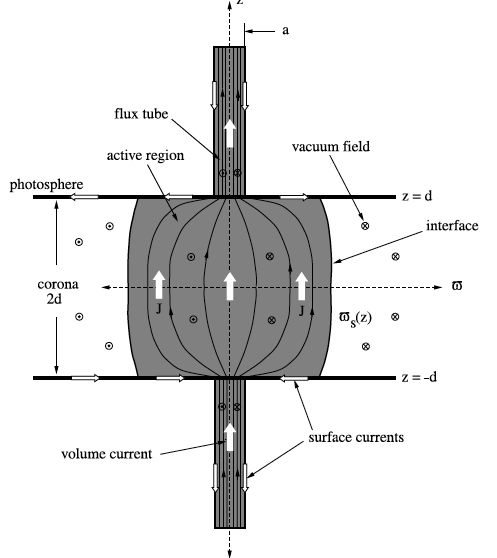 z
a
flux tube
active region
vacuum field
photosphere
z = d
interface
corona
2d
ϖ
J
J
ϖs(z)
z = -d
surface currents
volume current